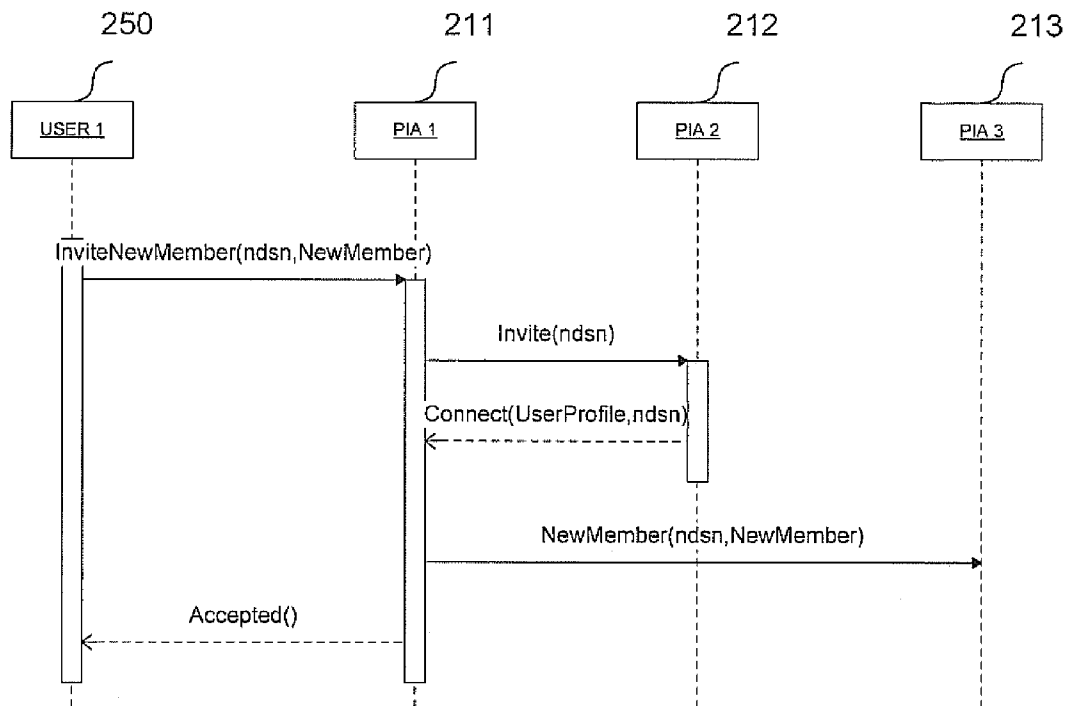 250
211
212
213
USER 1
PIA 1
PIA 2
PIA 3
InviteNewMember(ndsn,NewMember)
Invite(ndsn)
Connect(UserProfile,ndsn)
NewMember(ndsn,NewMember)
Accepted()